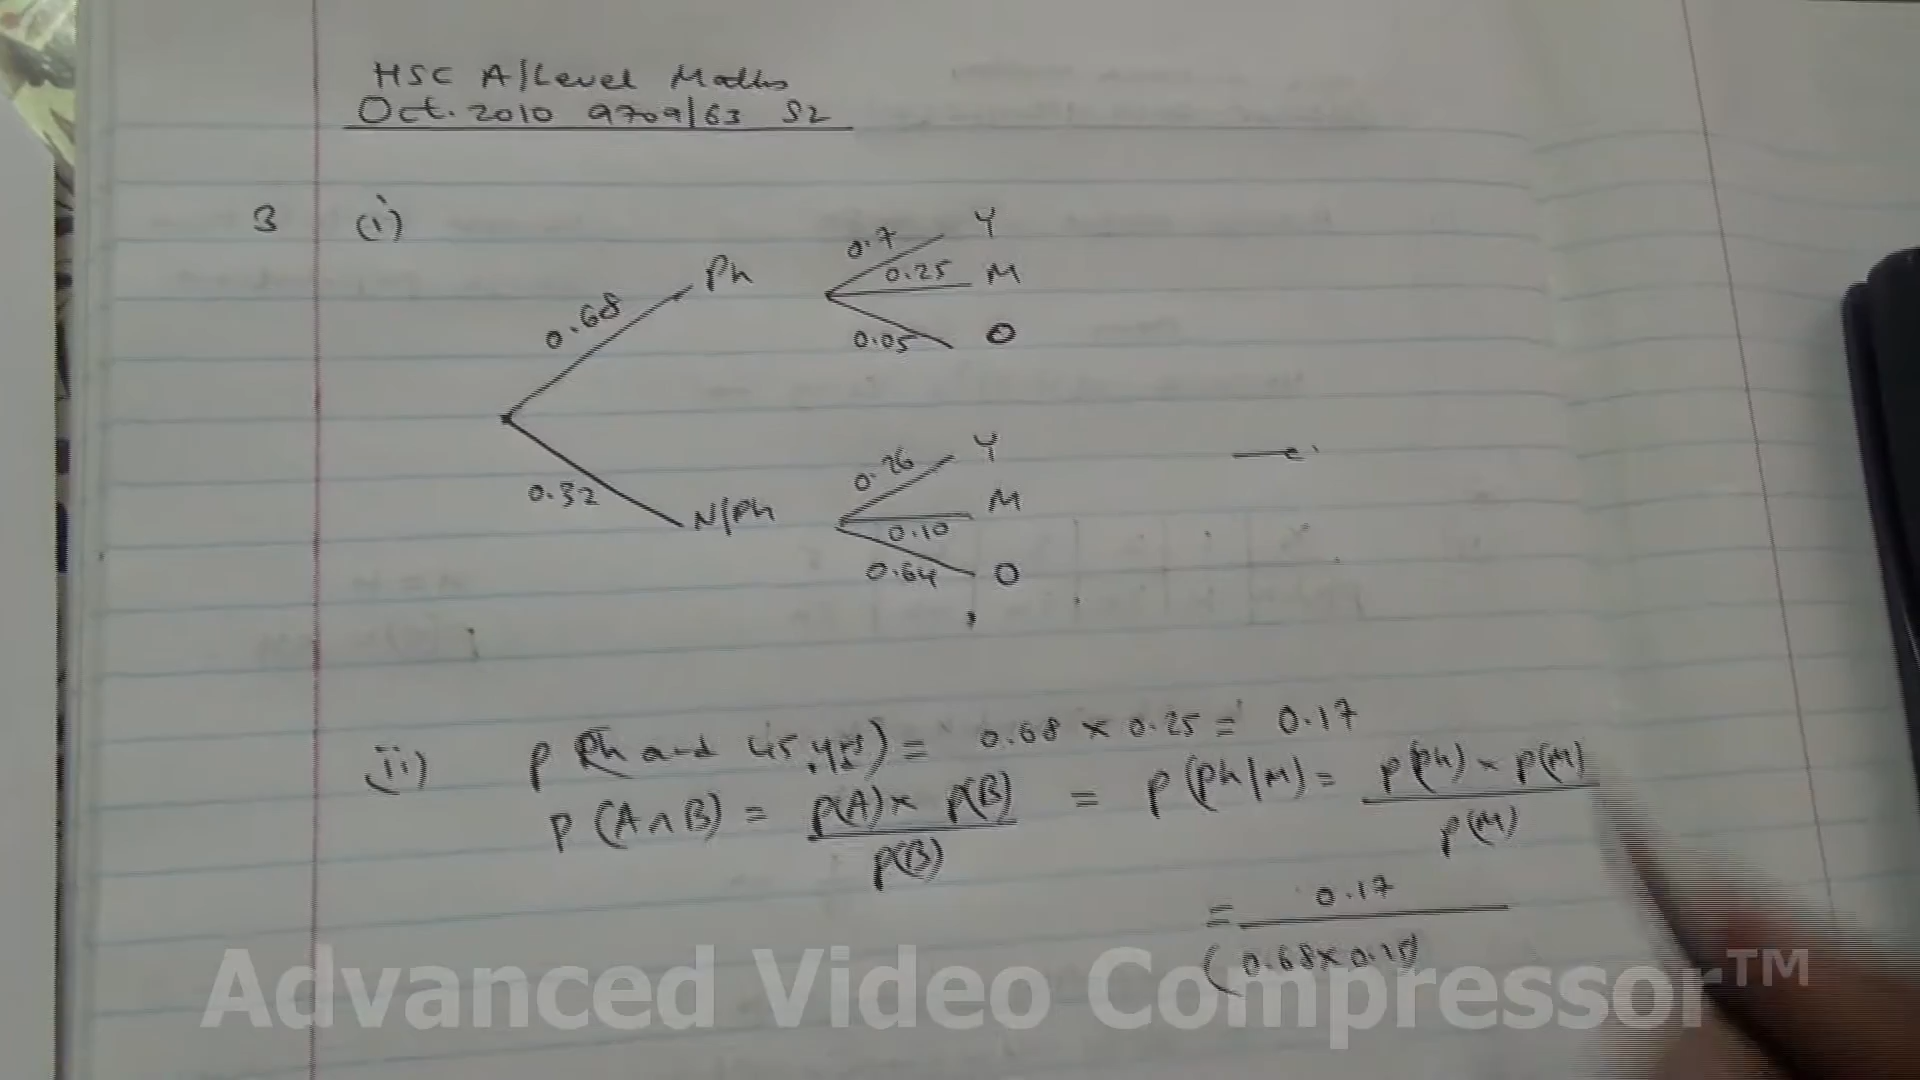 HSC A/Level Maths
Oct. 2010 9709/63 S2
3 (i)
0.68 Ph
0.7 Y
0.25 M
0.05 O
0.32 N/Ph
0.26 Y
0.10 M
0.64 O
(ii) P Ph and 45 yrs) = 0.68 × 0.25 = 0.17
P (A∩B) = P(A) × P(B) / P(B) = P (Ph/M) = P(Ph) × P(M) / P(M)
= 0.17
(0.68 × 0.25
Advanced Video Compressor™